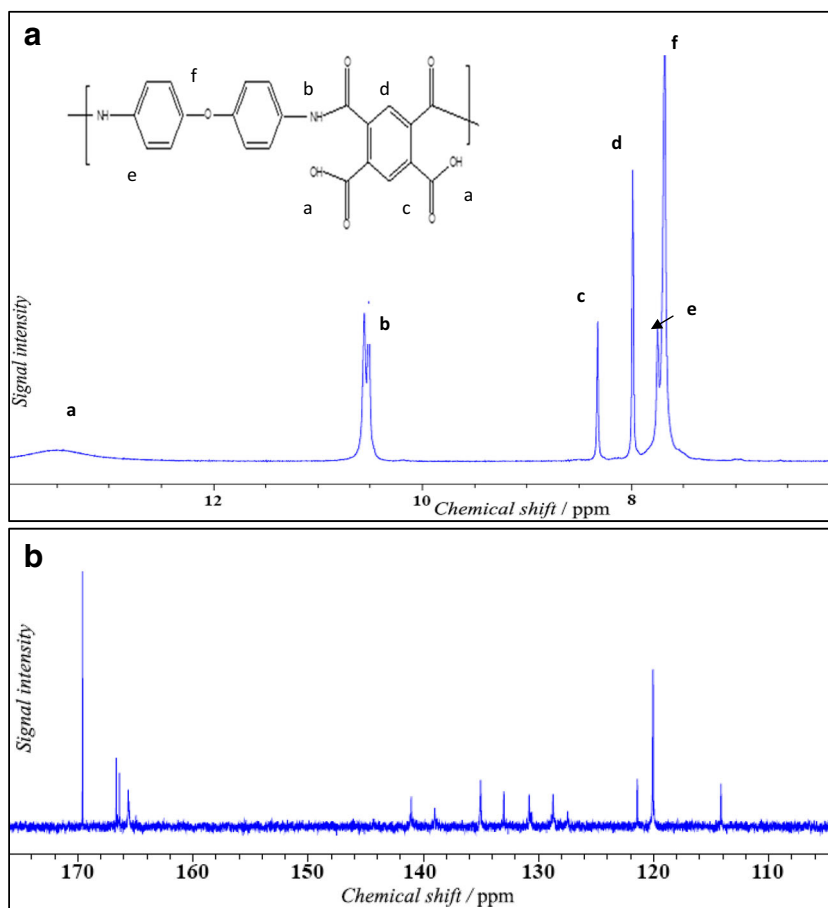 a
f
b
d
f
O
O
NH
O
NH
d
OH
OH
e
c
a
c
a
O
O
b
e
a
Signal intensity
12
10
8
Chemical shift / ppm
b
Signal intensity
170
160
150
140
130
120
110
Chemical shift / ppm